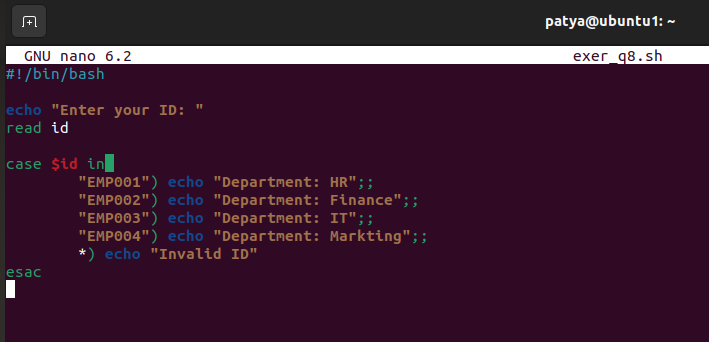 patya@ubuntu1: ~
GNU nano 6.2 exer_q8.sh
#!/bin/bash
echo "Enter your ID: "
read id
case $id in
"EMP001") echo "Department: HR";;
"EMP002") echo "Department: Finance";;
"EMP003") echo "Department: IT";;
"EMP004") echo "Department: Markting";;
*) echo "Invalid ID"
esac